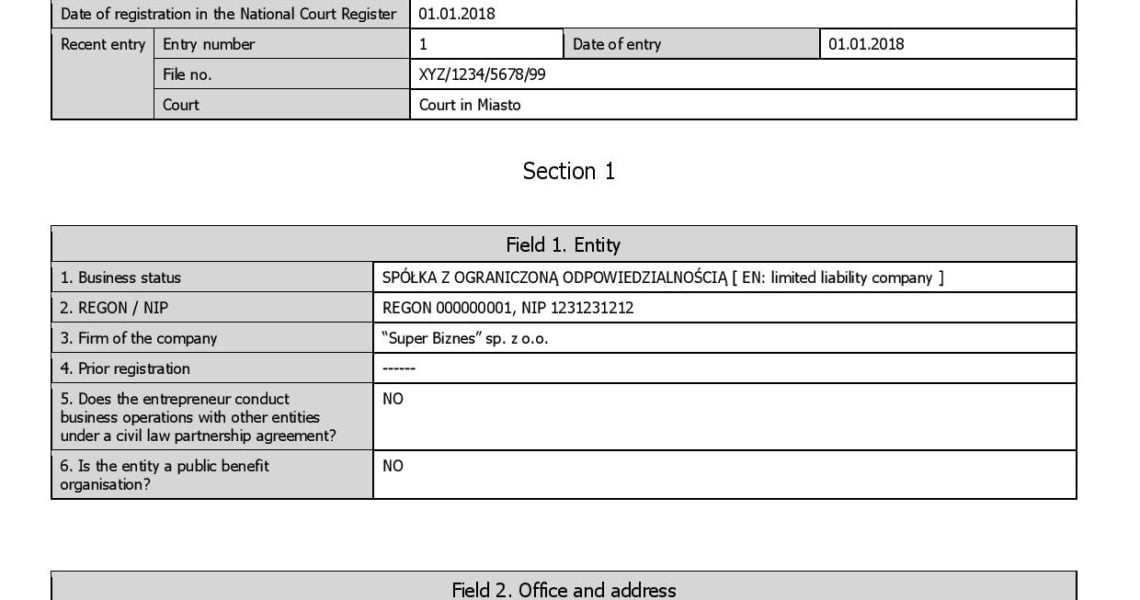 Date of registration in the National Court Register 01.01.2018
Recent entry Entry number 1 Date of entry 01.01.2018
File no. XYZ/1234/5678/99
Court Court in Miasto
Section 1
Field 1. Entity
1. Business status SPÓŁKA Z OGRANICZONĄ ODPOWIEDZIALNOŚCIĄ [ EN: limited liability company ]
2. REGON / NIP REGON 000000001, NIP 1231231212
3. Firm of the company “Super Biznes” sp. z o.o.
4. Prior registration ------
5. Does the entrepreneur conduct NO
business operations with other entities
under a civil law partnership agreement?
6. Is the entity a public benefit NO
organisation?
Field 2. Office and address